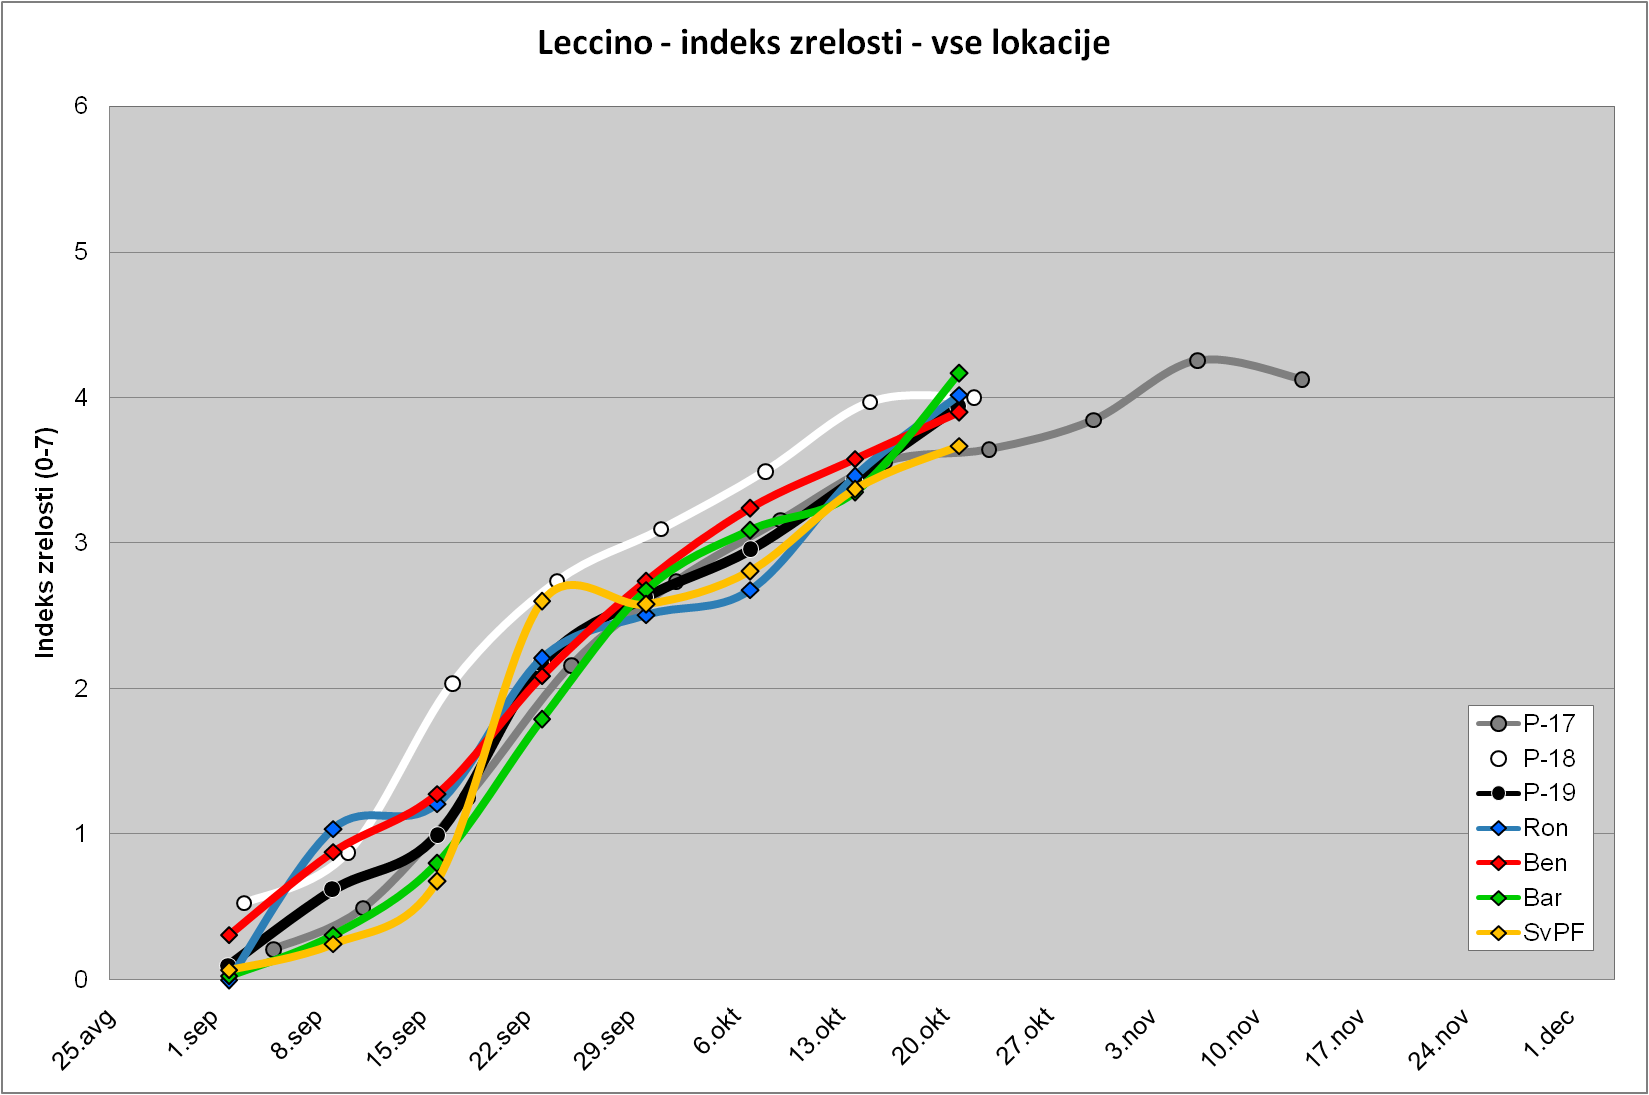 Leccino - indeks zrelosti - vse lokacije
Indeks zrelosti (0-7)
6
5
4
3
2
1
0
25.avg
1.sep
8.sep
15.sep
22.sep
29.sep
6.okt
13.okt
20.okt
27.okt
3.nov
10.nov
17.nov
24.nov
1.dec
P-17
P-18
P-19
Ron
Ben
Bar
SvPF